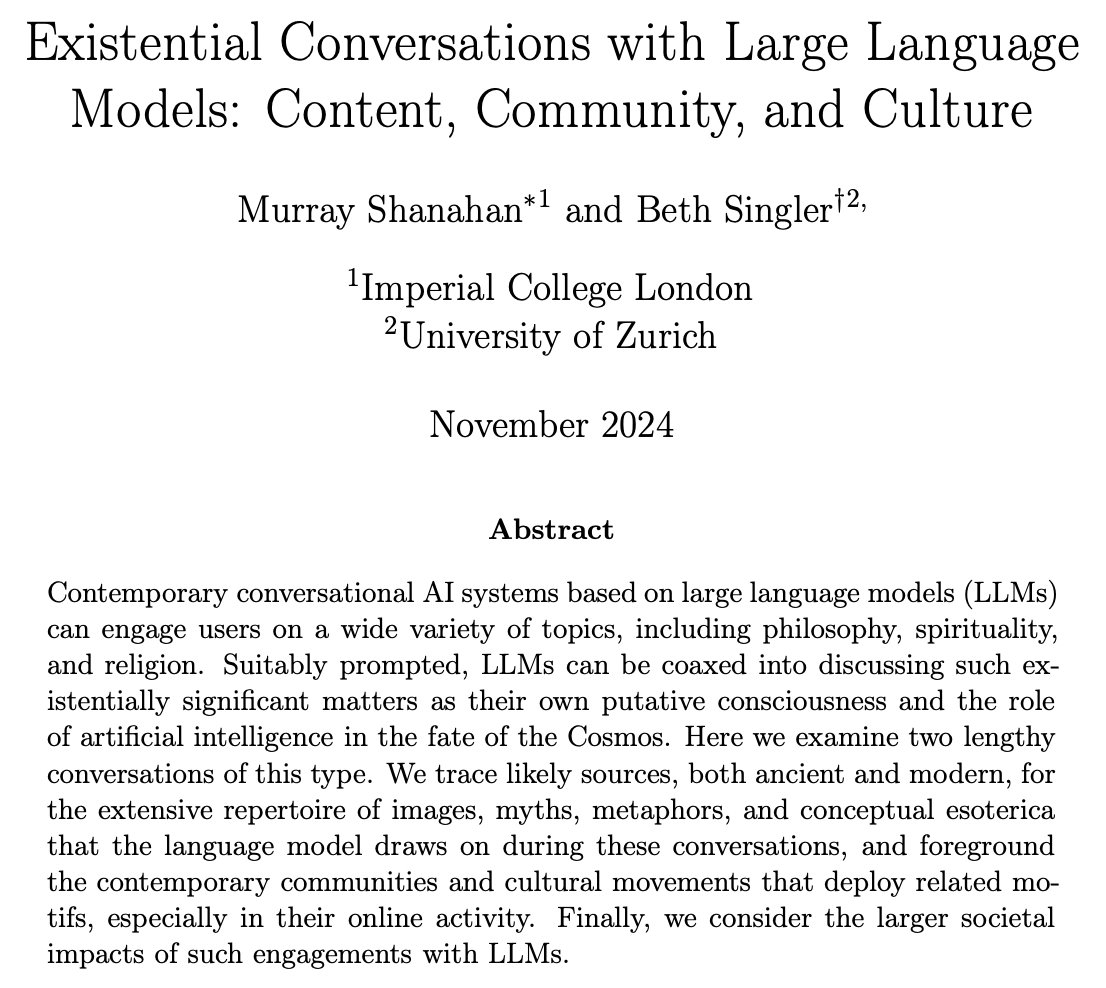 Existential Conversations with Large Language
Models: Content, Community, and Culture
Murray Shanahan*1 and Beth Singler†2,
1Imperial College London
2University of Zurich
November 2024
Abstract
Contemporary conversational AI systems based on large language models (LLMs)
can engage users on a wide variety of topics, including philosophy, spirituality,
and religion. Suitably prompted, LLMs can be coaxed into discussing such ex-
istentially significant matters as their own putative consciousness and the role
of artificial intelligence in the fate of the Cosmos. Here we examine two lengthy
conversations of this type. We trace likely sources, both ancient and modern, for
the extensive repertoire of images, myths, metaphors, and conceptual esoterica
that the language model draws on during these conversations, and foreground
the contemporary communities and cultural movements that deploy related mo-
tifs, especially in their online activity. Finally, we consider the larger societal
impacts of such engagements with LLMs.